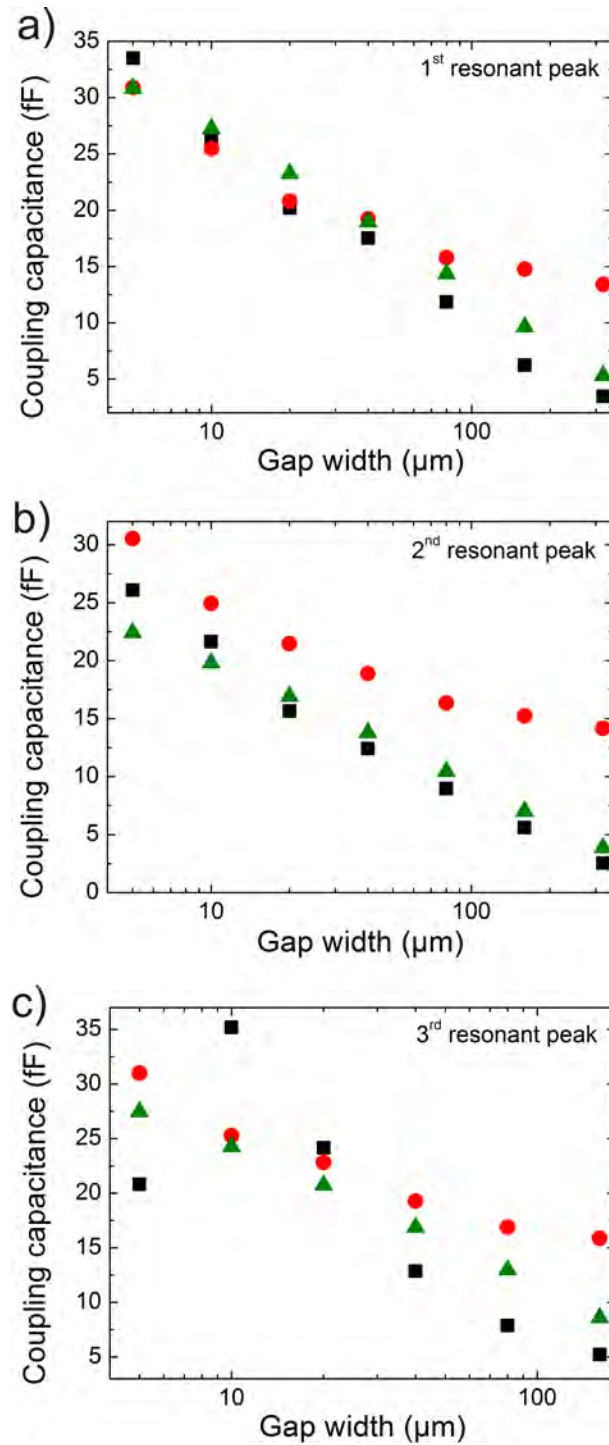 a)
1st resonant peak
35
30
25
20
15
10
5
Coupling capacitance (fF)
10
100
Gap width (µm)
b)
2nd resonant peak
30
25
20
15
10
5
0
Coupling capacitance (fF)
10
100
Gap width (µm)
c)
3rd resonant peak
35
30
25
20
15
10
5
Coupling capacitance (fF)
10
100
Gap width (µm)